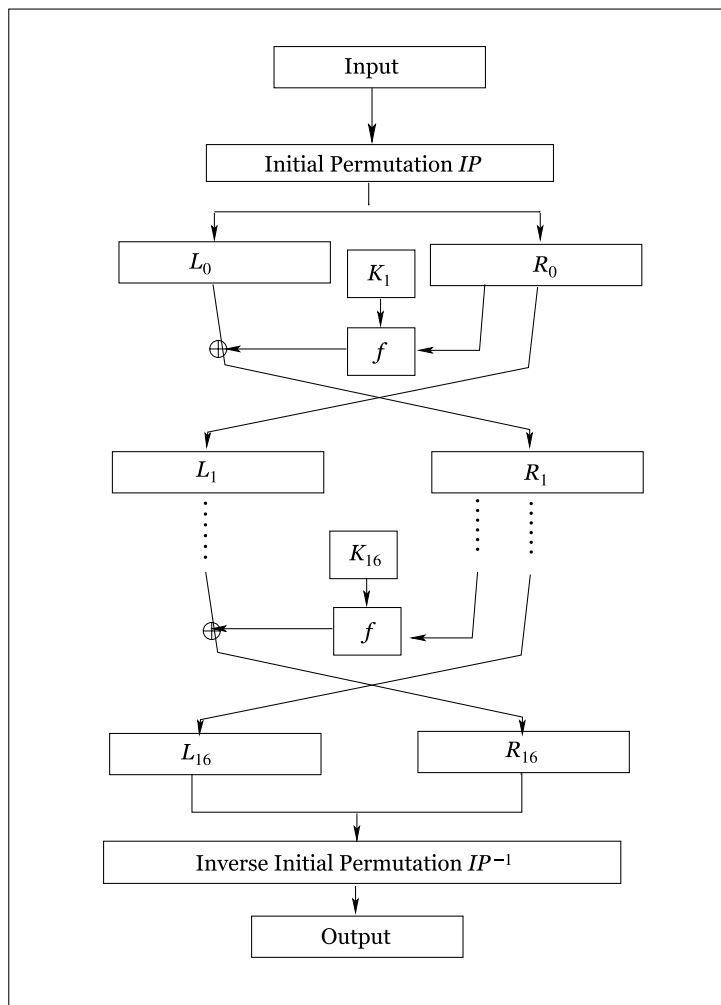 Input
Initial Permutation IP
L₀
K₁
R₀
f
L₁
R₁
K₁₆
f
L₁₆
R₁₆
Inverse Initial Permutation IP⁻¹
Output